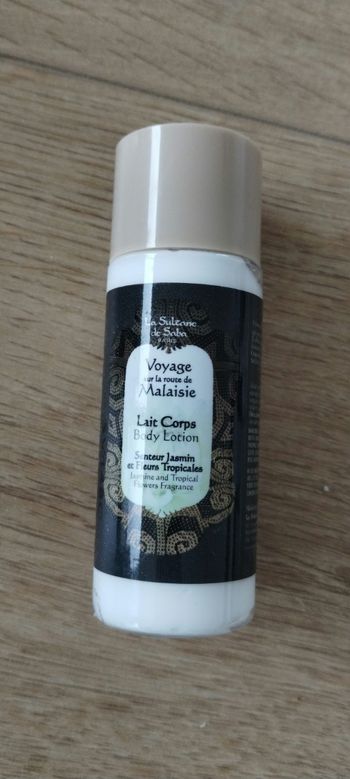 La Sultane
de Saba
PARIS
Voyage
sur la route de
Malaisie
Lait Corps
Body Lotion
Senteur Jasmin
et Fleurs Tropicales
Jasmine and Tropical
Flowers Fragrance